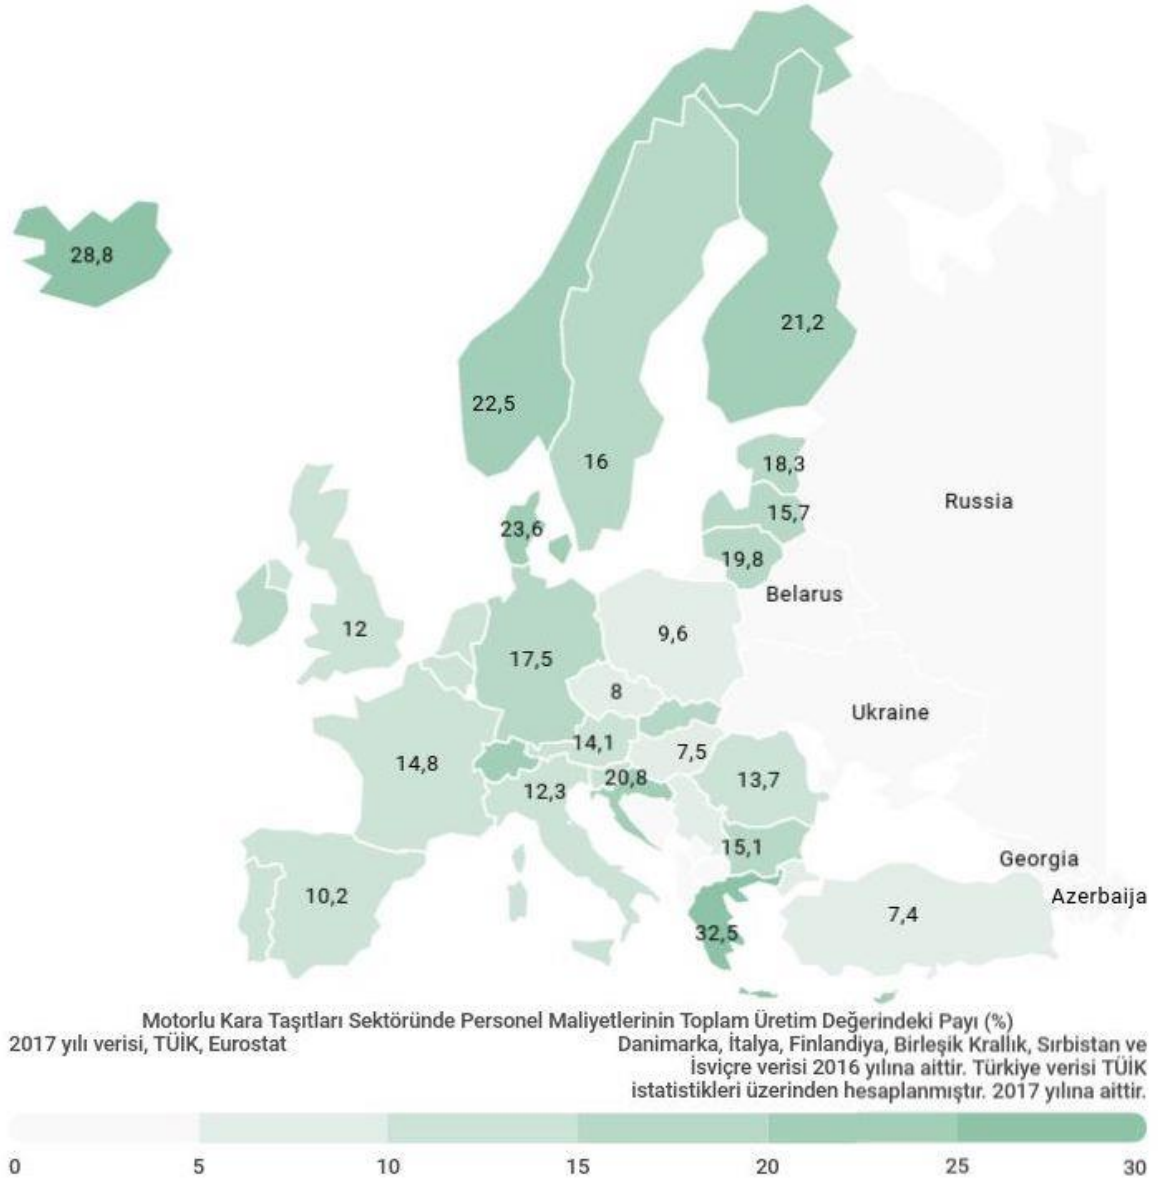 28,8
21,2
22,5
16
18,3
Russia
15,7
23,6
19,8
Belarus
12
9,6
17,5
8
Ukraine
14,1
7,5
14,8
20,8
13,7
12,3
15,1
Georgia
10,2
Azerbaija
7,4
32,5
Motorlu Kara Taşıtları Sektöründe Personel Maliyetlerinin Toplam Üretim Değerindeki Payı (%)
2017 yılı verisi, TÜİK, Eurostat
Danimarka, İtalya, Finlandiya, Birleşik Krallık, Sırbistan ve
İsviçre verisi 2016 yılına aittir. Türkiye verisi TÜİK
istatistikleri üzerinden hesaplanmıştır. 2017 yılına aittir.
0 5 10 15 20 25 30